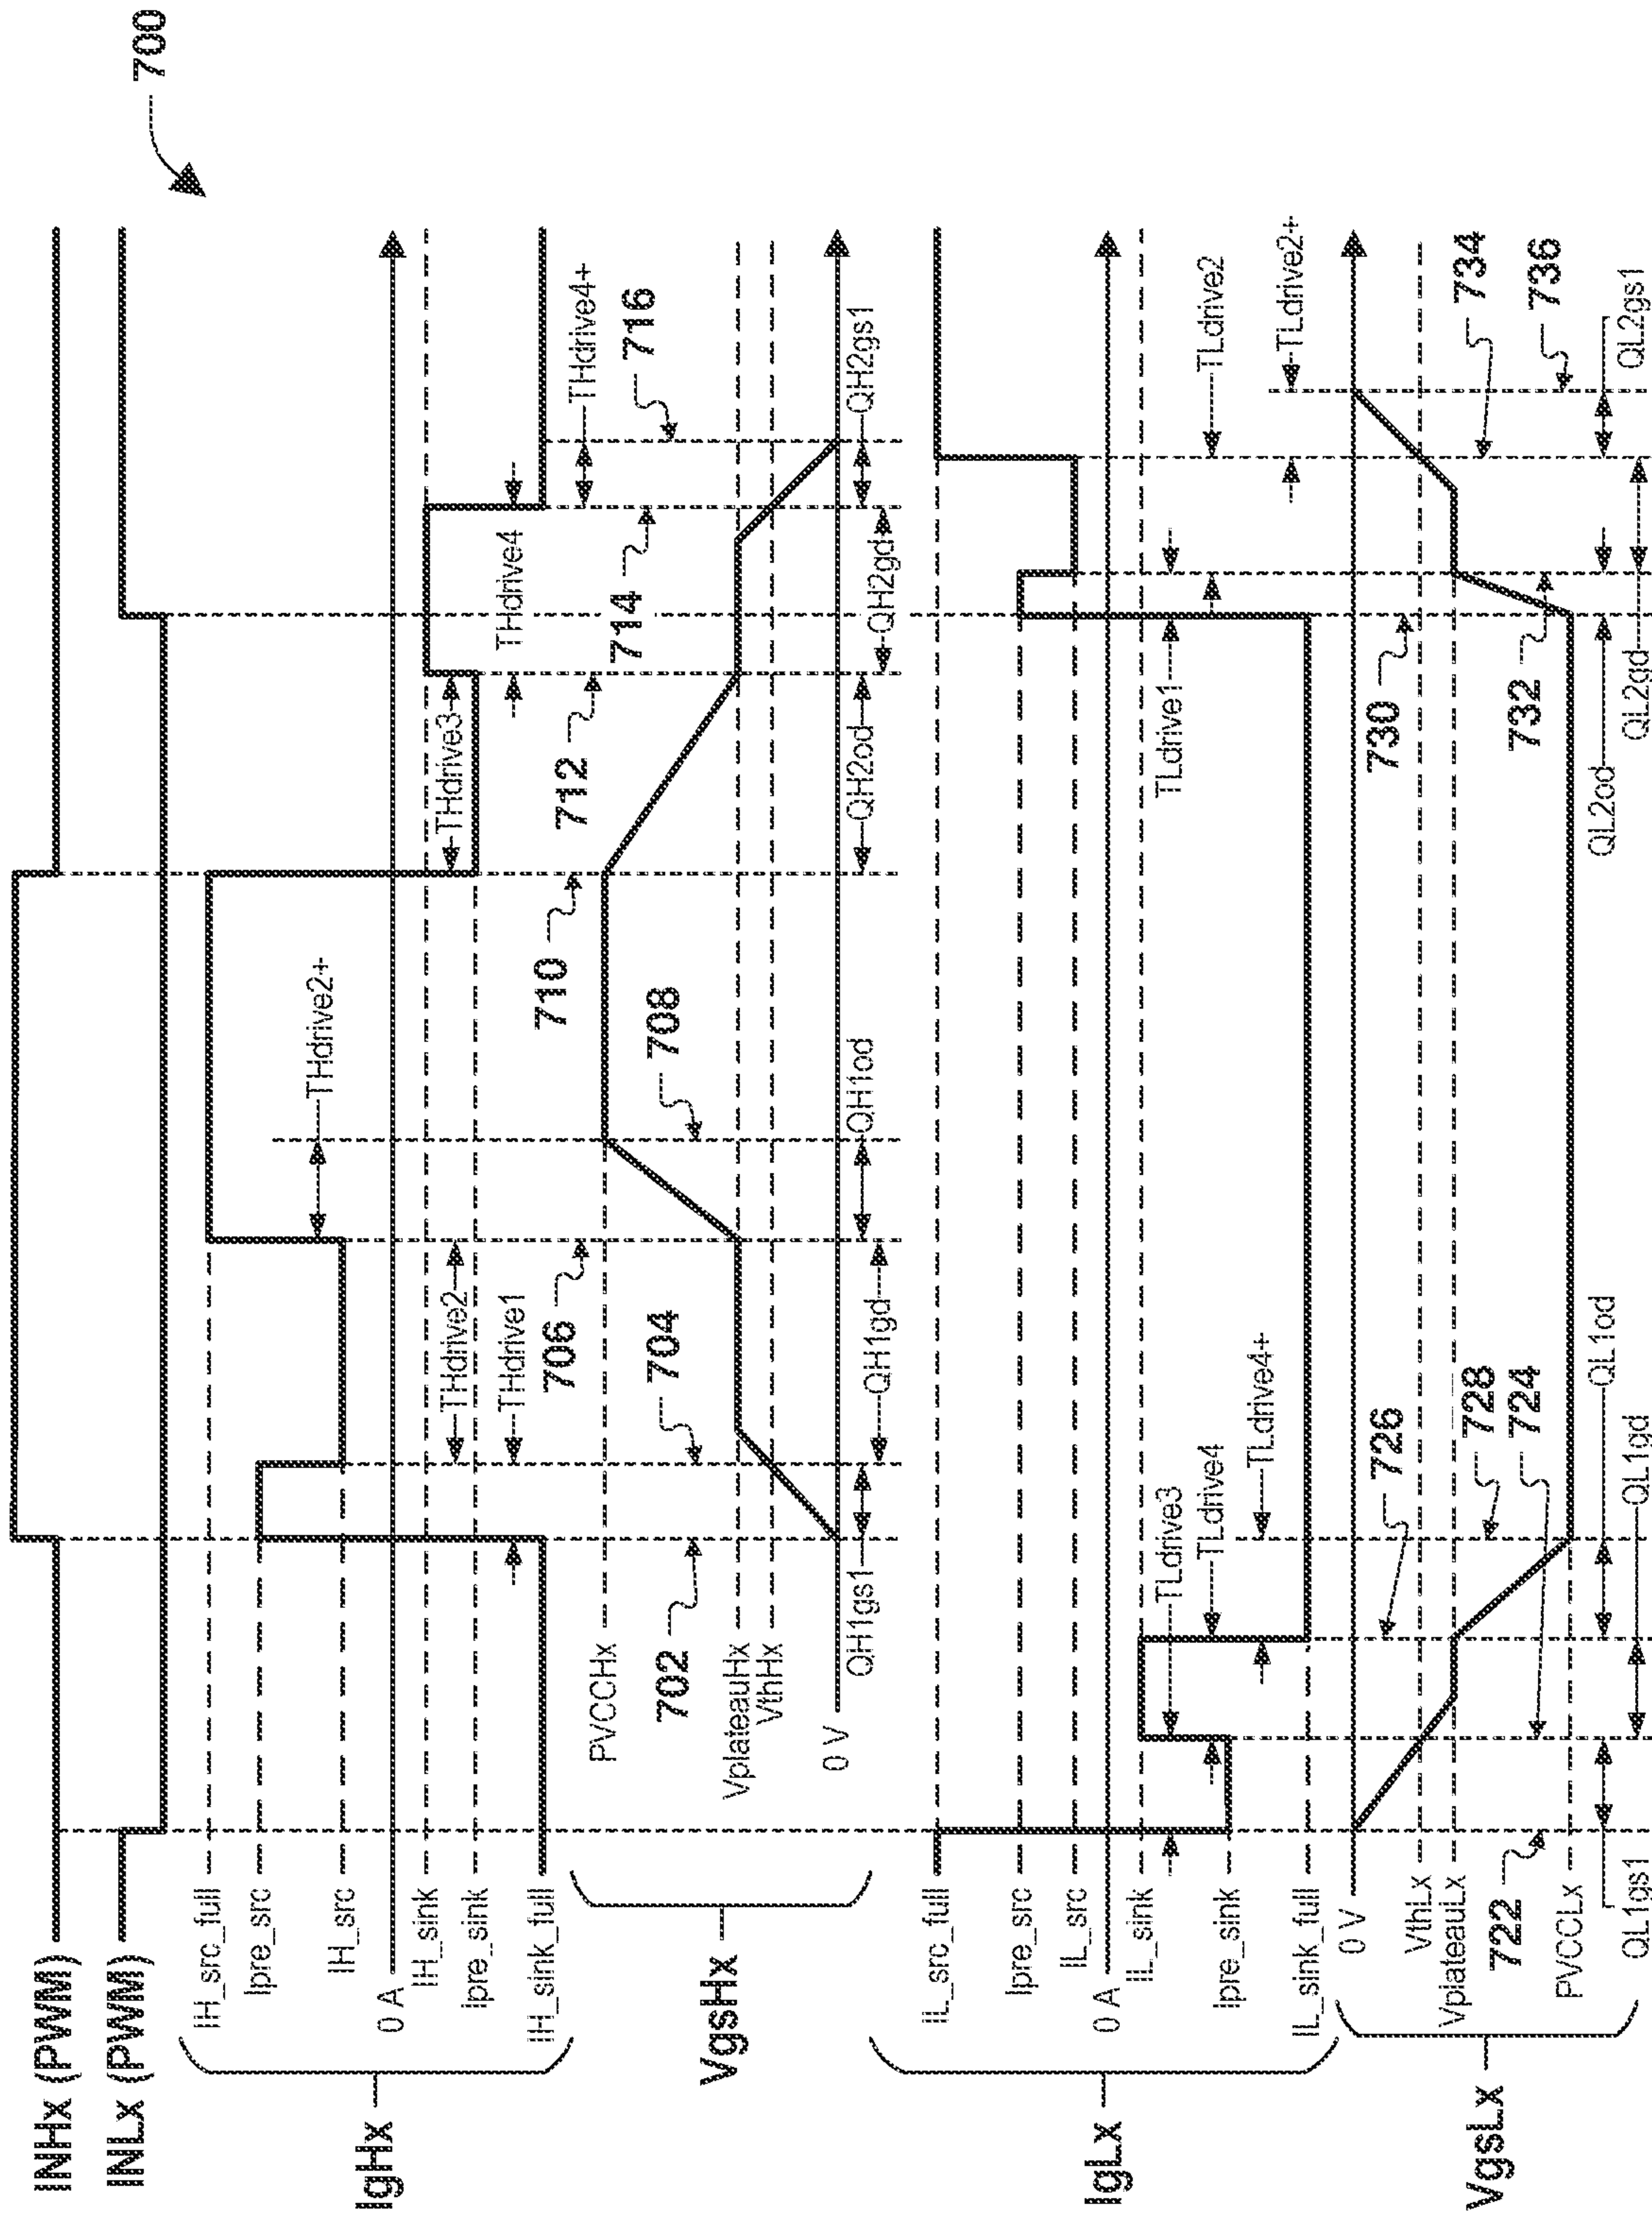 700
INHx (PWM)
INLx (PWM)
IgHx
IH_src_full
Ipre_src
IH_src
0 A
IH_sink
Ipre_sink
IH_sink_full
THdrive2+
THdrive2
THdrive1
THdrive3
THdrive4
THdrive4+
VgsHx
PVCCHx
VplateauHx
VthHx
0 V
702
704
706
708
710
712
714
716
QH1gs1
QH1gd
QH1od
QH2od
QH2gd
QH2gs1
IgLx
IL_src_full
Ipre_src
IL_src
0 A
IL_sink
Ipre_sink
IL_sink_full
TLdrive3
TLdrive4
TLdrive4+
TLdrive1
TLdrive2
TLdrive2+
VgsLx
0 V
VthLx
VplateauLx
PVCCLx
722
726
728
724
730
732
734
736
QL1gs1
QL1gd
QL1od
QL2od
QL2gd
QL2gs1